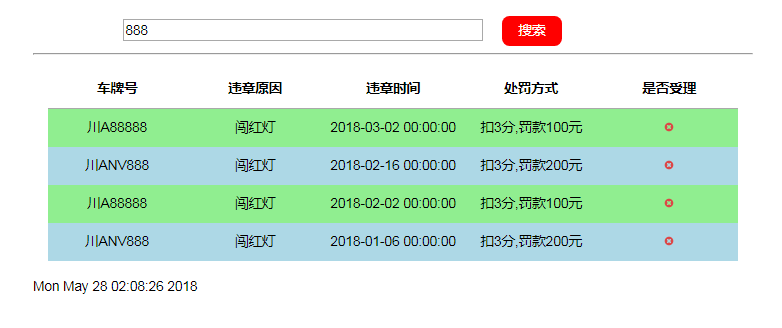 888 搜索
车牌号 违章原因 违章时间 处罚方式 是否受理
川A88888 闯红灯 2018-03-02 00:00:00 扣3分,罚款100元
川ANV888 闯红灯 2018-02-16 00:00:00 扣3分,罚款200元
川A88888 闯红灯 2018-02-02 00:00:00 扣3分,罚款100元
川ANV888 闯红灯 2018-01-06 00:00:00 扣3分,罚款200元
Mon May 28 02:08:26 2018